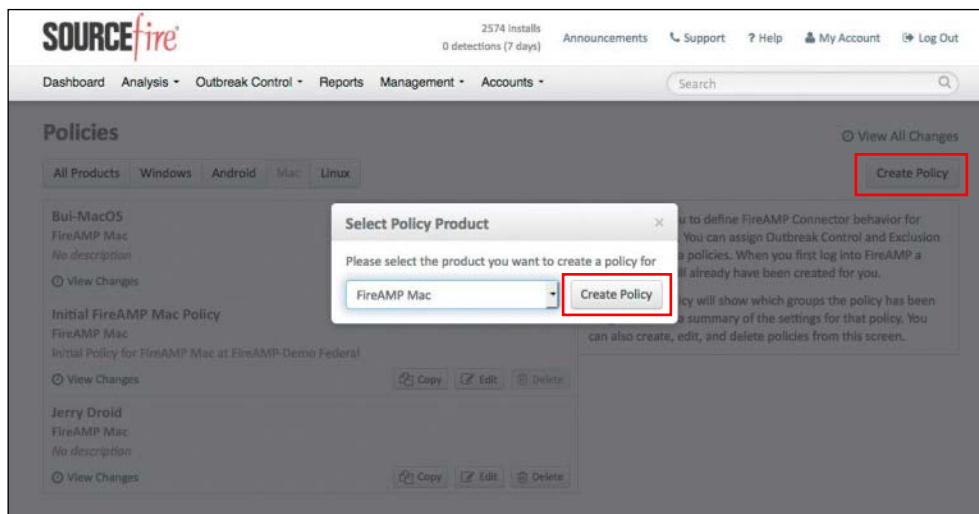 SOURCEfire
2574 installs
0 detections (7 days)
Announcements
Support
? Help
My Account
Log Out
Dashboard Analysis Outbreak Control Reports Management Accounts
Search
Policies
View All Changes
All Products Windows Android Mac Linux
Create Policy
Bui-MacOS
FireAMP Mac
No description
View Changes
Select Policy Product
×
Please select the product you want to create a policy for
FireAMP Mac
Create Policy
u to define FireAMP Connector behavior for
You can assign Outbreak Control and Exclusion
policies. When you first log into FireAMP a
ll already have been created for you.
icy will show which groups the policy has been
a summary of the settings for that policy. You
can also create, edit, and delete policies from this screen.
Initial FireAMP Mac Policy
FireAMP Mac
Initial Policy for FireAMP Mac at FireAMP-Demo Federal
View Changes
Copy Edit Delete
Jerry Droid
FireAMP Mac
No description
View Changes
Copy Edit Delete